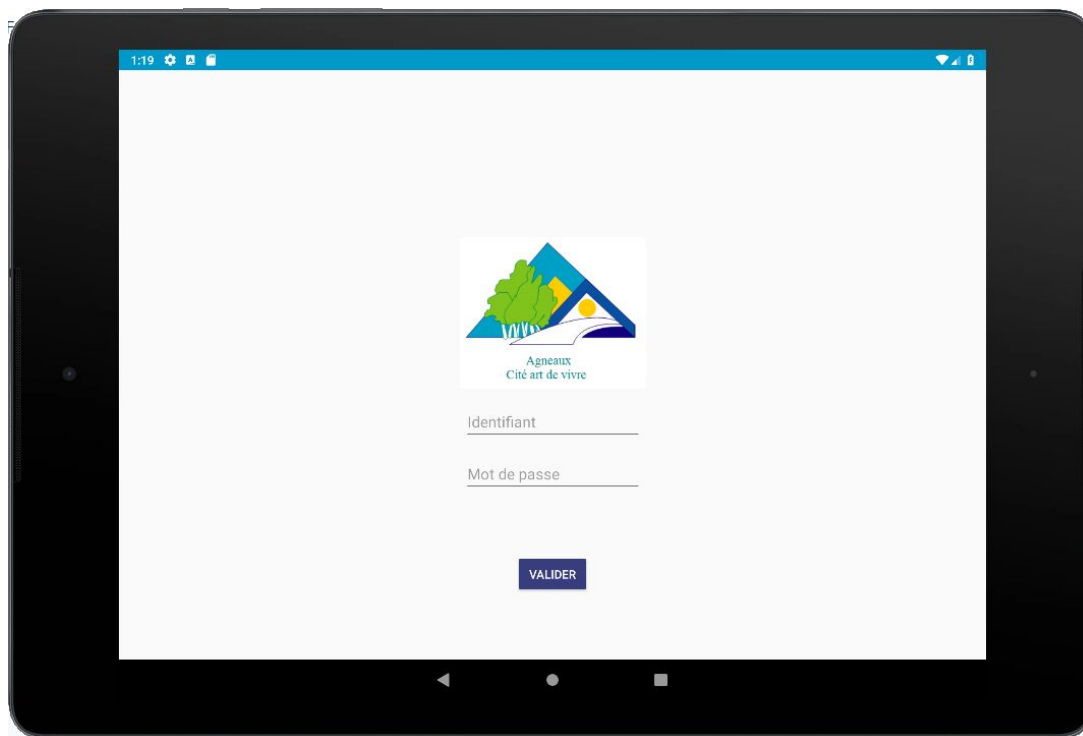 1:19
Agneaux
Cité art de vivre
Identifiant
Mot de passe
VALIDER